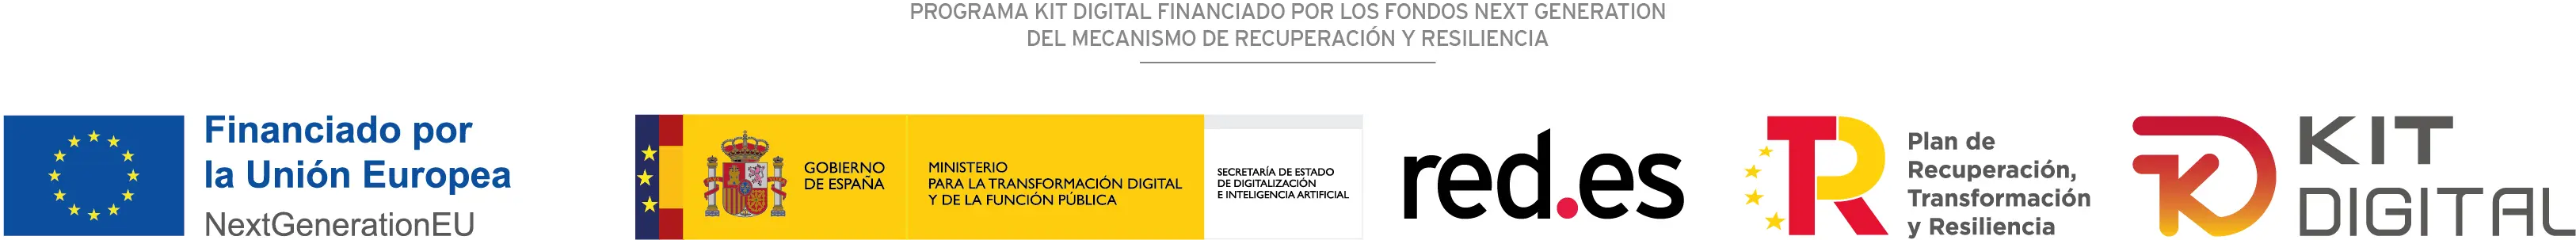 PROGRAMA KIT DIGITAL FINANCIADO POR LOS FONDOS NEXT GENERATION
DEL MECANISMO DE RECUPERACIÓN Y RESILIENCIA
Financiado por
la Unión Europea
NextGenerationEU
GOBIERNO
DE ESPAÑA
MINISTERIO
PARA LA TRANSFORMACIÓN DIGITAL
Y DE LA FUNCIÓN PÚBLICA
SECRETARÍA DE ESTADO
DE DIGITALIZACIÓN
E INTELIGENCIA ARTIFICIAL
red.es
TR
Plan de
Recuperación,
Transformación
y Resiliencia
KIT
DIGITAL